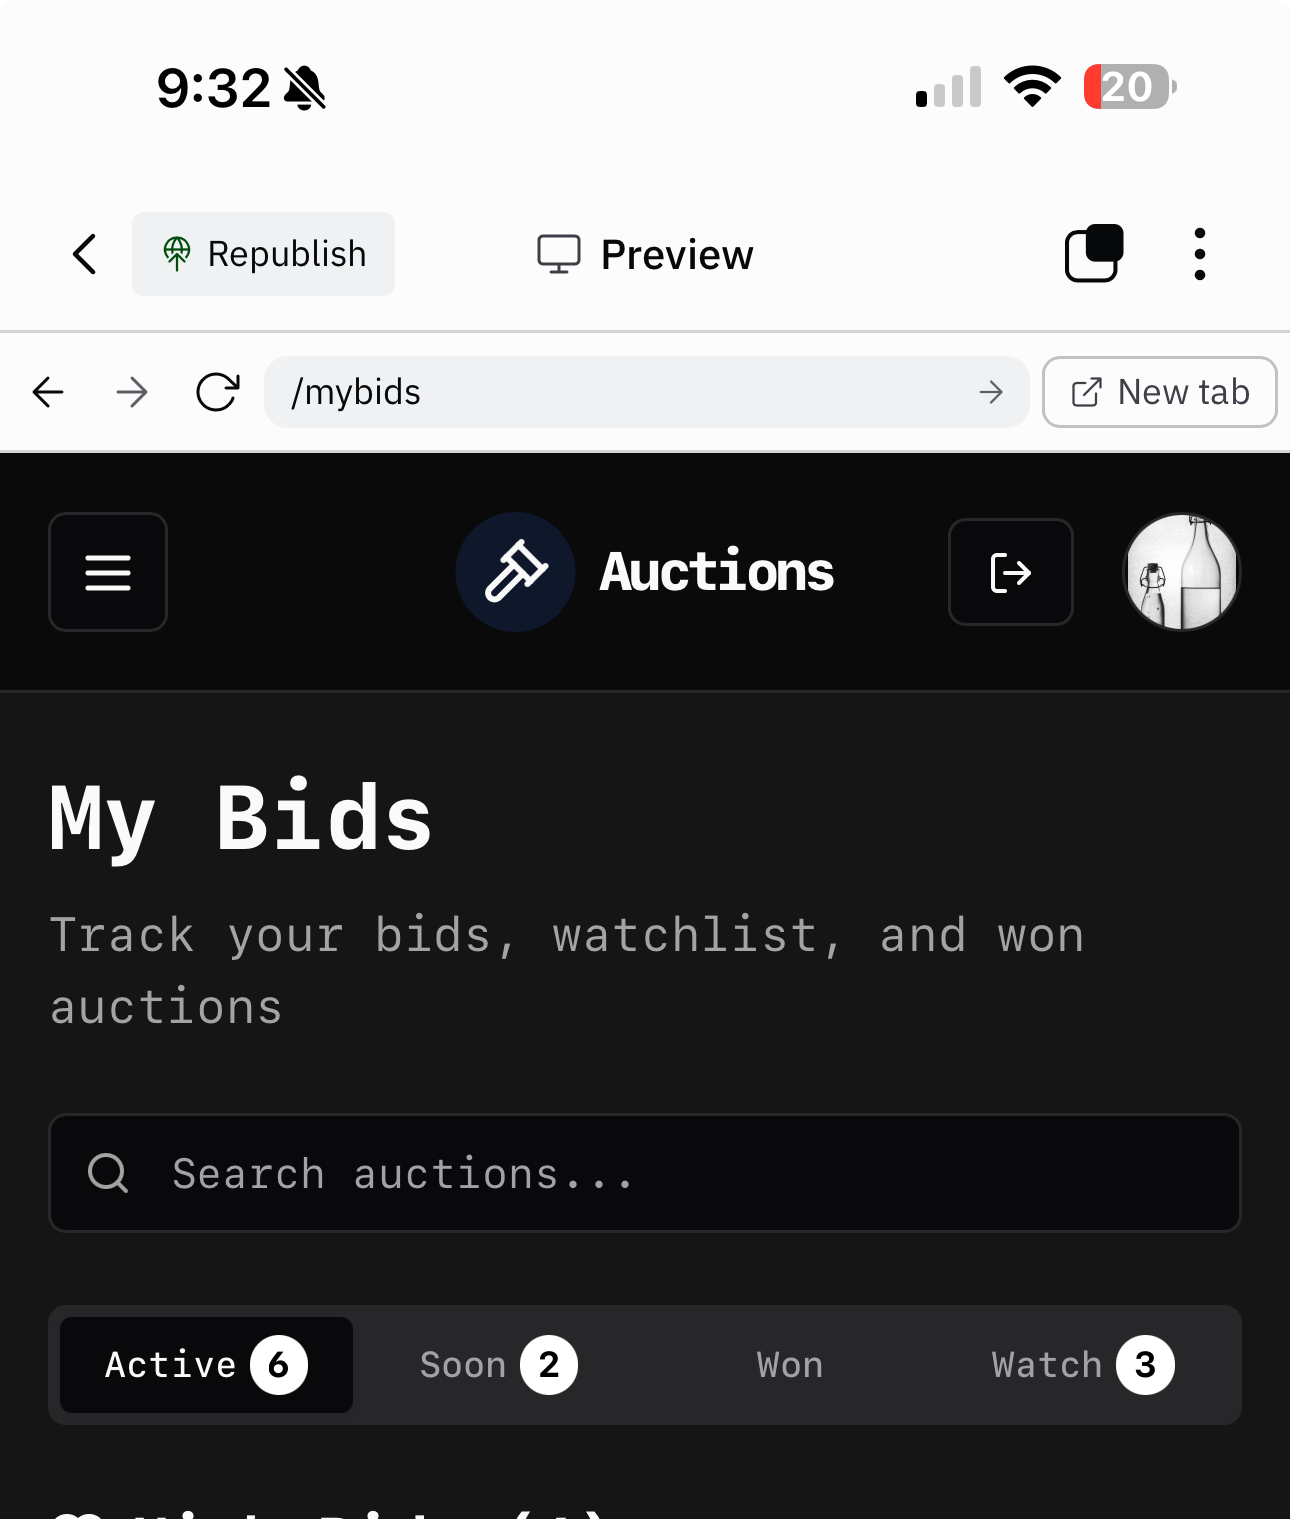 9:32
20
Republish
Preview
/mybids
New tab
Auctions
My Bids
Track your bids, watchlist, and won
auctions
Search auctions...
Active 6 Soon 2 Won Watch 3